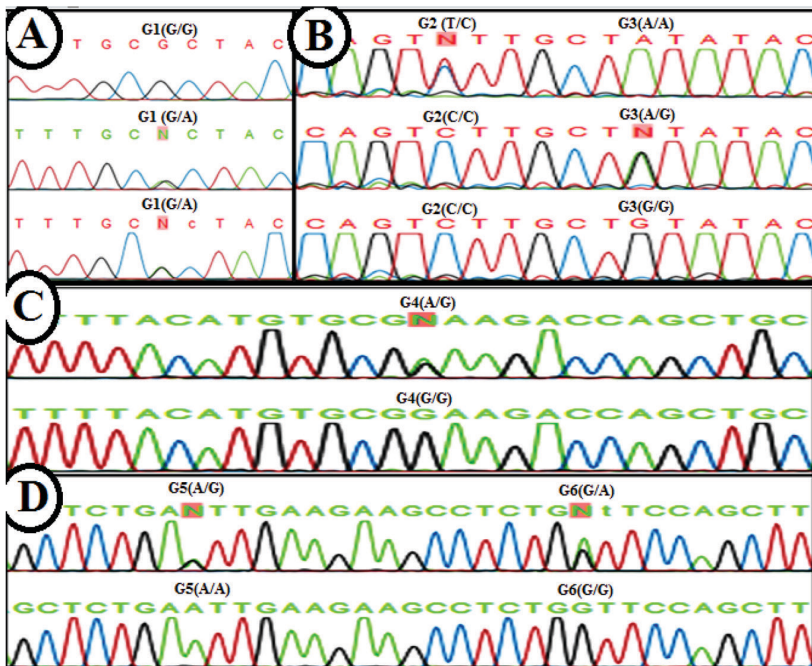 A
G1(G/G)
T G C G C T A C
G1 (G/A)
T T T G C N C T A C
G1(G/A)
T T T G C N c T A C
B
G2 (T/C) G3(A/A)
A G T N T T G C T A T A T A C
G2(C/C) G3(A/G)
C A G T C T T G C T N T A T A C
G2(C/C) G3(G/G)
C A G T C T T G C T G T A T A C
C
G4(A/G)
T T T A C A T G T G C G N A A G A C C A G C T G C
G4(G/G)
T T T T A C A T G T G C G G A A G A C C A G C T G C
D
G5(A/G) G6(G/A)
T C T G A N T T G A A G A A G C C T C T G N t T C C A G C T T
G5(A/A) G6(G/G)
G C T C T G A A T T G A A G A A G C C T C T G G T T C C A G C T T